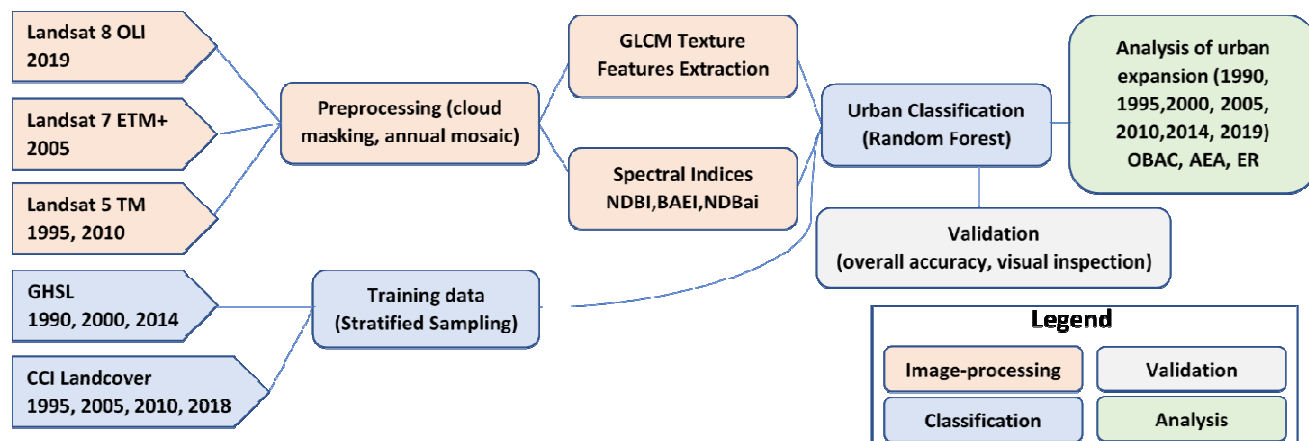 Landsat 8 OLI
2019
Landsat 7 ETM+
2005
Landsat 5 TM
1995, 2010
GHSL
1990, 2000, 2014
CCI Landcover
1995, 2005, 2010, 2018
Preprocessing (cloud
masking, annual mosaic)
Training data
(Stratified Sampling)
GLCM Texture
Features Extraction
Spectral Indices
NDBI,BAEI,NDBai
Urban Classification
(Random Forest)
Validation
(overall accuracy, visual inspection)
Analysis of urban
expansion (1990,
1995,2000, 2005,
2010,2014, 2019)
OBAC, AEA, ER
Legend
Image-processing
Validation
Classification
Analysis